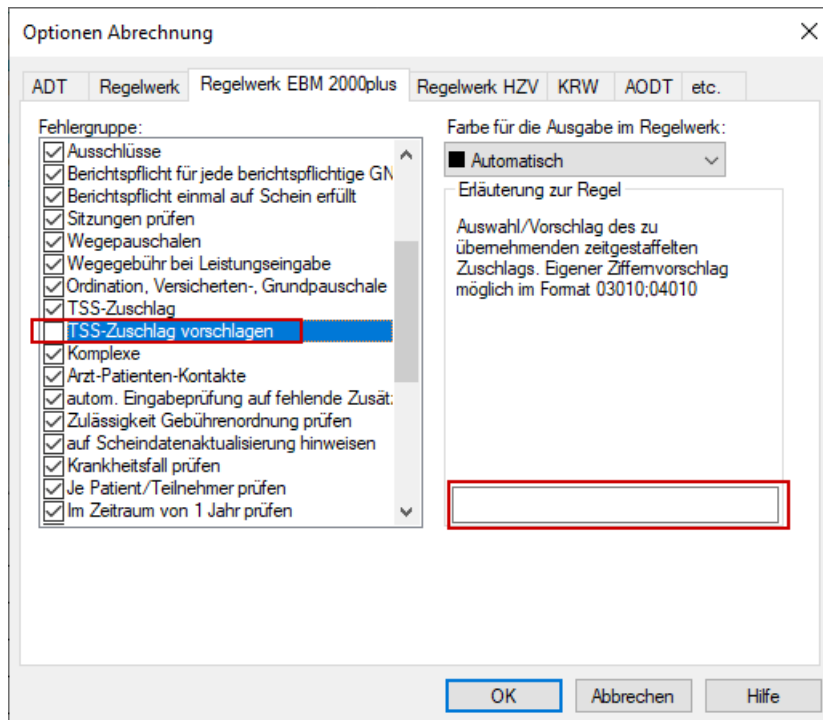 Optionen Abrechnung
ADT Regelwerk Regelwerk EBM 2000plus Regelwerk HZV KRW AODT etc.
Fehlergruppe:
Ausschlüsse
Berichtspflicht für jede berichtspflichtige GN
Berichtspflicht einmal auf Schein erfüllt
Sitzungen prüfen
Wegepauschalen
Wegegebühr bei Leistungseingabe
Ordination, Versicherten-, Grundpauschale
TSS-Zuschlag
TSS-Zuschlag vorschlagen
Komplexe
Arzt-Patienten-Kontakte
autom. Eingabeprüfung auf fehlende Zusät
Zulässigkeit Gebührenordnung prüfen
auf Scheindatenaktualisierung hinweisen
Krankheitsfall prüfen
Je Patient/Teilnehmer prüfen
Im Zeitraum von 1 Jahr prüfen
Farbe für die Ausgabe im Regelwerk:
Automatisch
Erläuterung zur Regel
Auswahl/Vorschlag des zu
übernehmenden zeitgestaffelten
Zuschlags. Eigener Ziffernvorschlag
möglich im Format 03010;04010
OK Abbrechen Hilfe